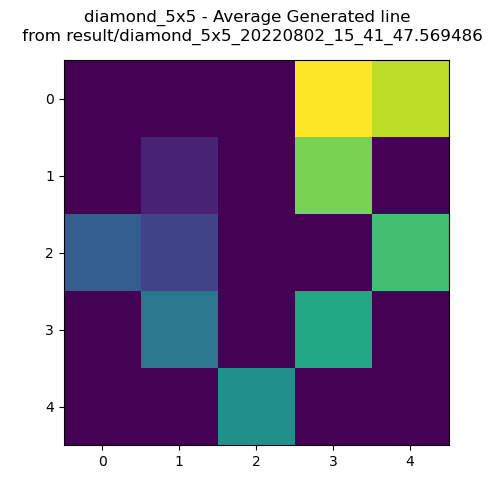 diamond_5x5 - Average Generated line
from result/diamond_5x5_20220802_15_41_47.569486
0
1
2
3
4
0 1 2 3 4